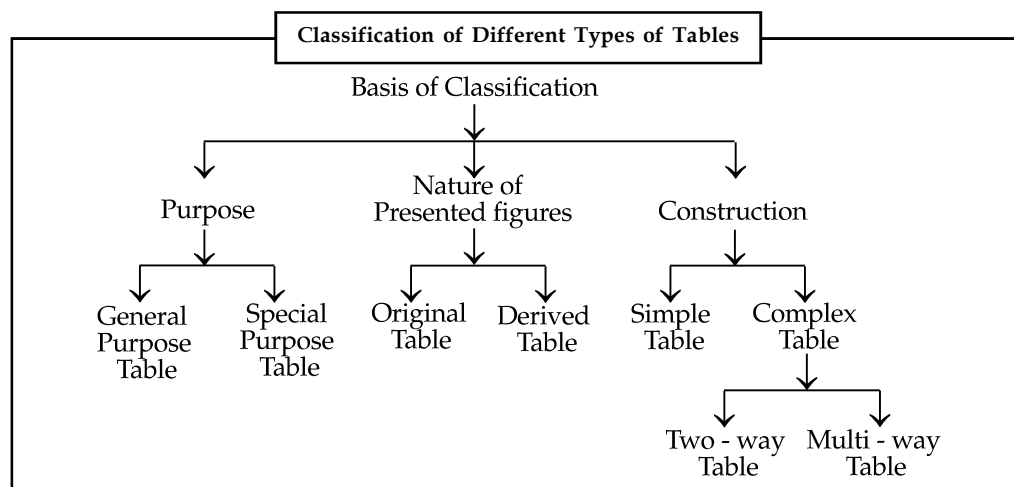 Classification of Different Types of Tables
Basis of Classification
Purpose
Nature of
Presented figures
Construction
General
Purpose
Table
Special
Purpose
Table
Original
Table
Derived
Table
Simple
Table
Complex
Table
Two - way
Table
Multi - way
Table